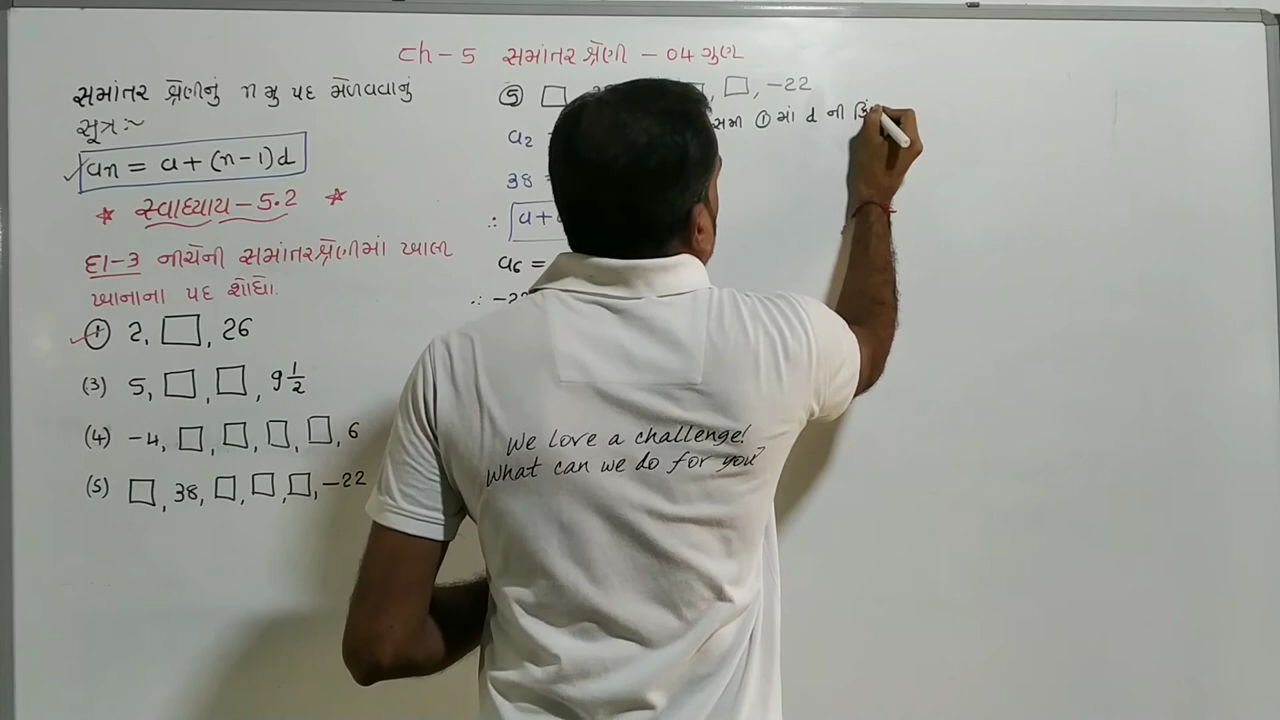 Ch - 5 સમાંતર શ્રેણી - 04 ગુણ
સમાંતર શ્રેણીનું n મુ પદ મેળવવાનું
સૂત્ર :~
an = a + (n-1)d
* સ્વાધ્યાય - 5.2 *
દા-3 નીચેની સમાંતરશ્રેણીમાં ખાલી
ખાનાના પદ શોધો.
① 2, □, 26
(3) 5, □, □, 9 1/2
(4) -4, □, □, □, □, 6
(5) □, 38, □, □, □, -22
⑤ □ , □, -22
a2
38
∴ a+
a6 =
∴ -22
સમી ① માં d ની
We love a challenge!
What can we do for you?